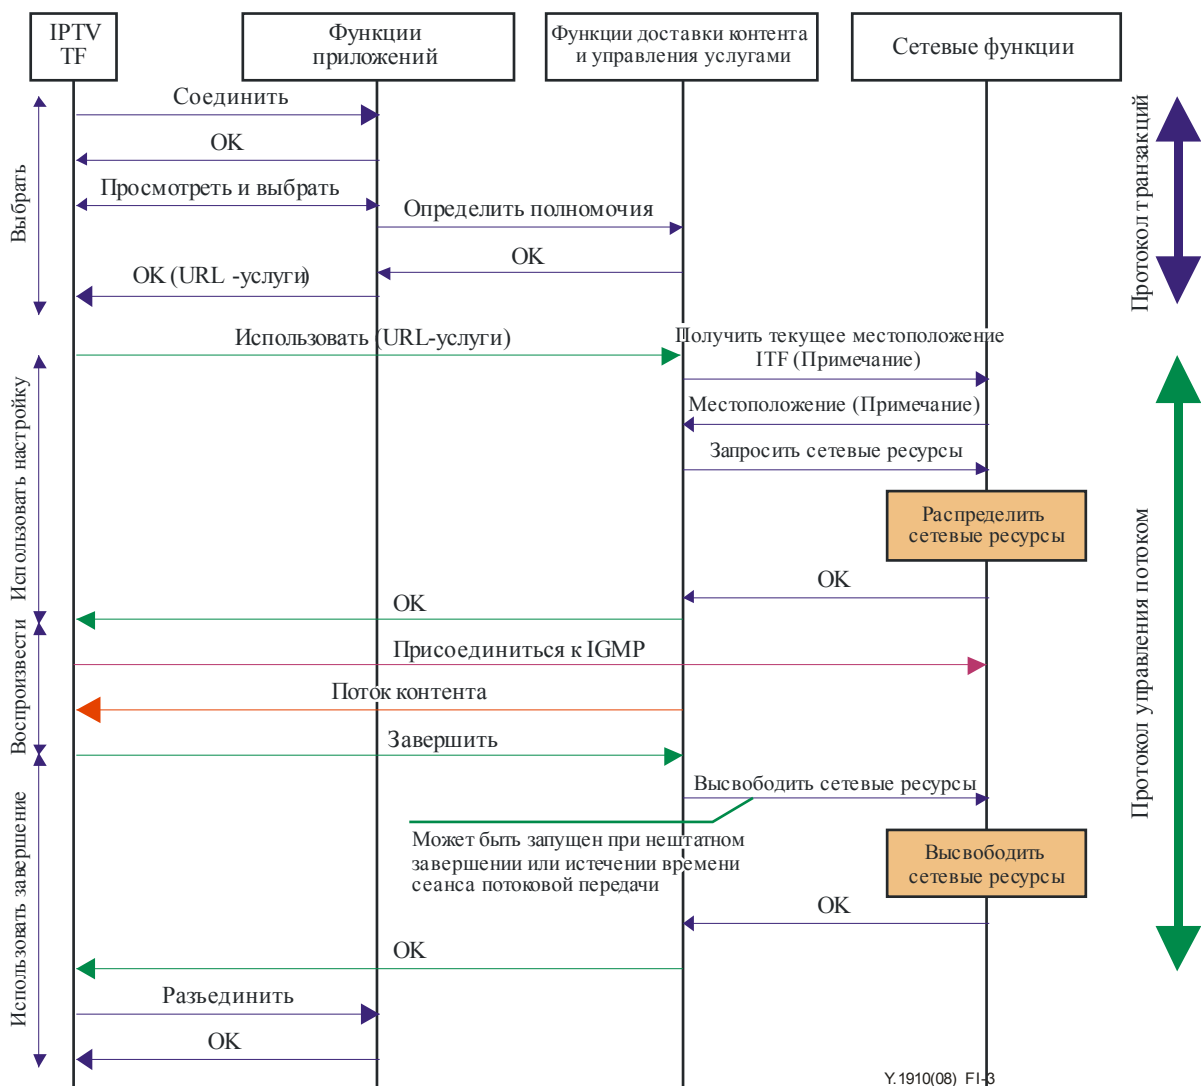 IPTV
TF
Функции
приложений
Функции доставки контента
и управления услугами
Сетевые функции
Соединить
OK
Просмотреть и выбрать
Определить полномочия
OK
OK (URL -услуги)
Выбрать
Протокол транзакций
Использовать (URL-услуги)
Получить текущее местоположение
ITF (Примечание)
Местоположение (Примечание)
Запросить сетевые ресурсы
Распределить
сетевые ресурсы
OK
OK
Использовать настройку
Присоединиться к IGMP
Поток контента
Воспроизвести
Завершить
Высвободить сетевые ресурсы
Может быть запущен при нештатном
завершении или истечении времени
сеанса потоковой передачи
Высвободить
сетевые ресурсы
OK
OK
Разъединить
OK
Использовать завершение
Протокол управления потоком
Y.1910(08)_FI-3